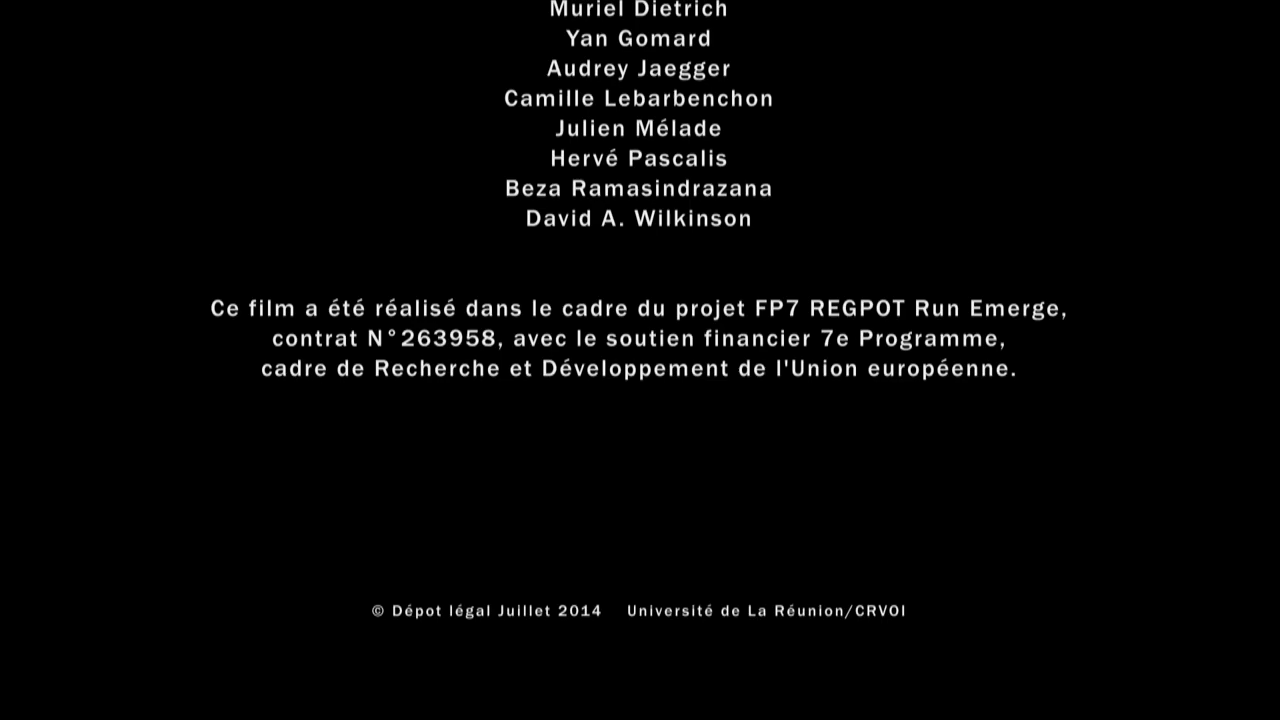 Muriel Dietrich
Yan Gomard
Audrey Jaegger
Camille Lebarbenchon
Julien Mélade
Hervé Pascalis
Beza Ramasindrazana
David A. Wilkinson
Ce film a été réalisé dans le cadre du projet FP7 REGPOT Run Emerge,
contrat N°263958, avec le soutien financier 7e Programme,
cadre de Recherche et Développement de l'Union européenne.
© Dépot légal Juillet 2014 Université de La Réunion/CRVOI